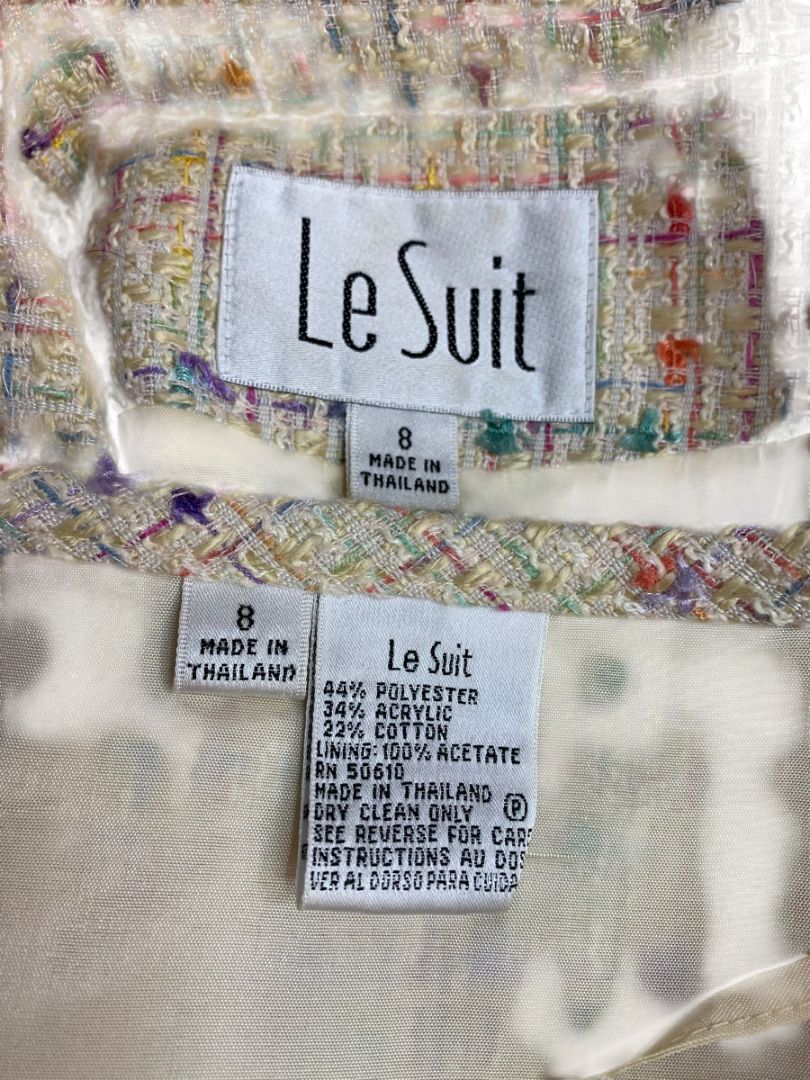 Le Suit
8
MADE IN
THAILAND
8
MADE IN
THAILAND
Le Suit
44% POLYESTER
34% ACRYLIC
22% COTTON
LINING: 100% ACETATE
RN 50610
MADE IN THAILAND
P
DRY CLEAN ONLY
SEE REVERSE FOR CARE
INSTRUCTIONS AU DOS
VER AL DORSO PARA CUIDA